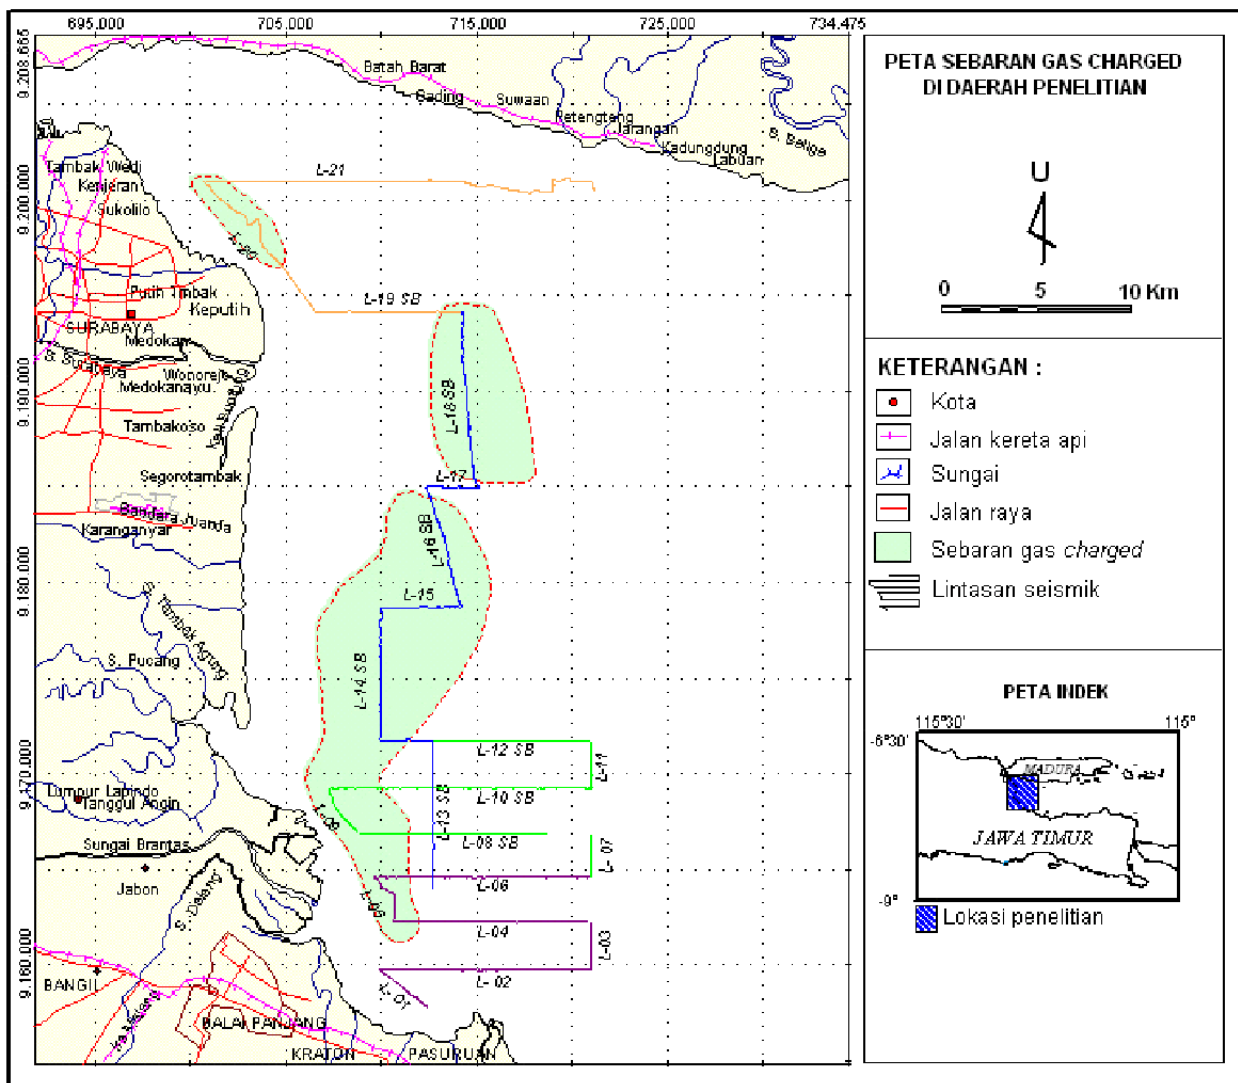 695.000
705.000
715.000
725.000
734.475
9.208.665
9.200.000
9.190.000
9.180.000
9.170.000
9.160.000
Batah Barat
Gading
Suwaan
Petengteng
Jarangan
Kadungdung
Labuan
S. Balige
Tambak Wedi
Kenjeran
Sukolilo
Putih Timbak
Keputih
SURABAYA
Medokan
S. Surabaya
Wonorejo
Medokanayu
Tambakoso
Segorotambak
Bandara Juanda
Karanganyar
S. Tambak Agung
S. Pucang
Lumpur Lapindo
Tanggul Angin
Sungai Brantas
Jabon
S. Dalang
BANGIL
BALAI PANJANG
KRATON
PASURUAN
L-21
L-20
L-19 SB
L-18 SB
L-17
L-16 SB
L-15
L-14 SB
L-12 SB
L-11
L-10 SB
L-13 SB
L-09
L-08 SB
L-07
L-06
L-05
L-04
L-03
L-02
L-01
PETA SEBARAN GAS CHARGED
DI DAERAH PENELITIAN
U
0 5 10 Km
KETERANGAN :
Kota
Jalan kereta api
Sungai
Jalan raya
Sebaran gas charged
Lintasan seismik
PETA INDEK
115°30' 115°
-6°30'
MADURA
JAWA TIMUR
-9°
Lokasi penelitian